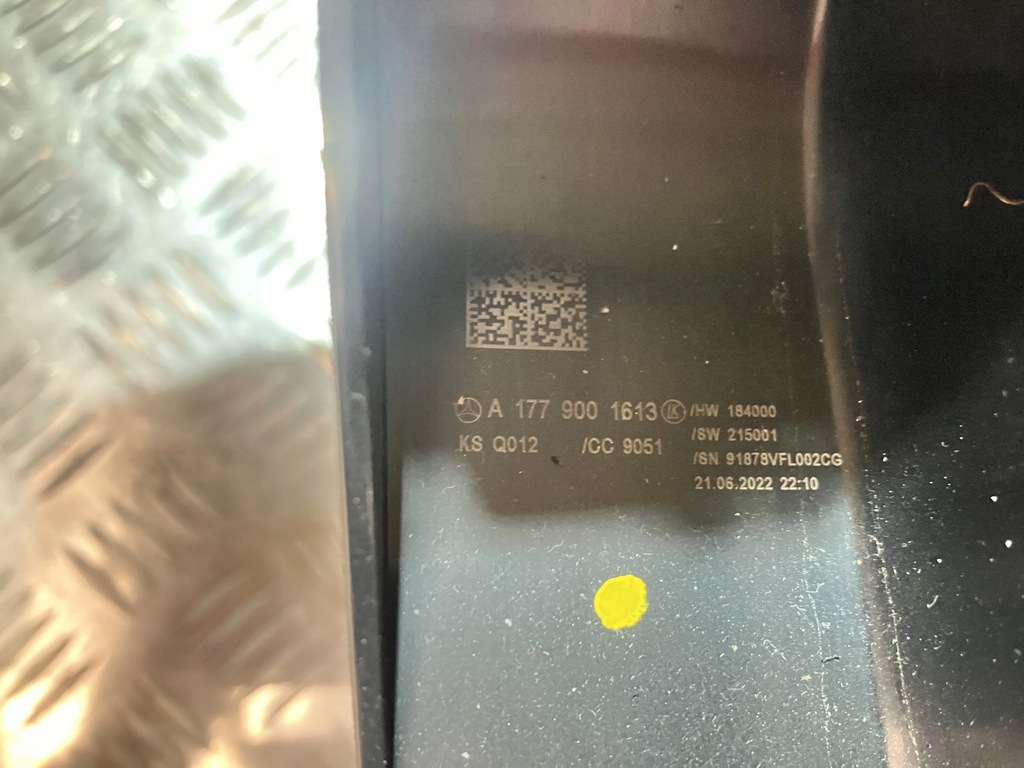 A 177 900 1613 /HW 184000
KS Q012 /CC 9051 /SW 215001
/SN 91878VFL002CG
21.06.2022 22:10